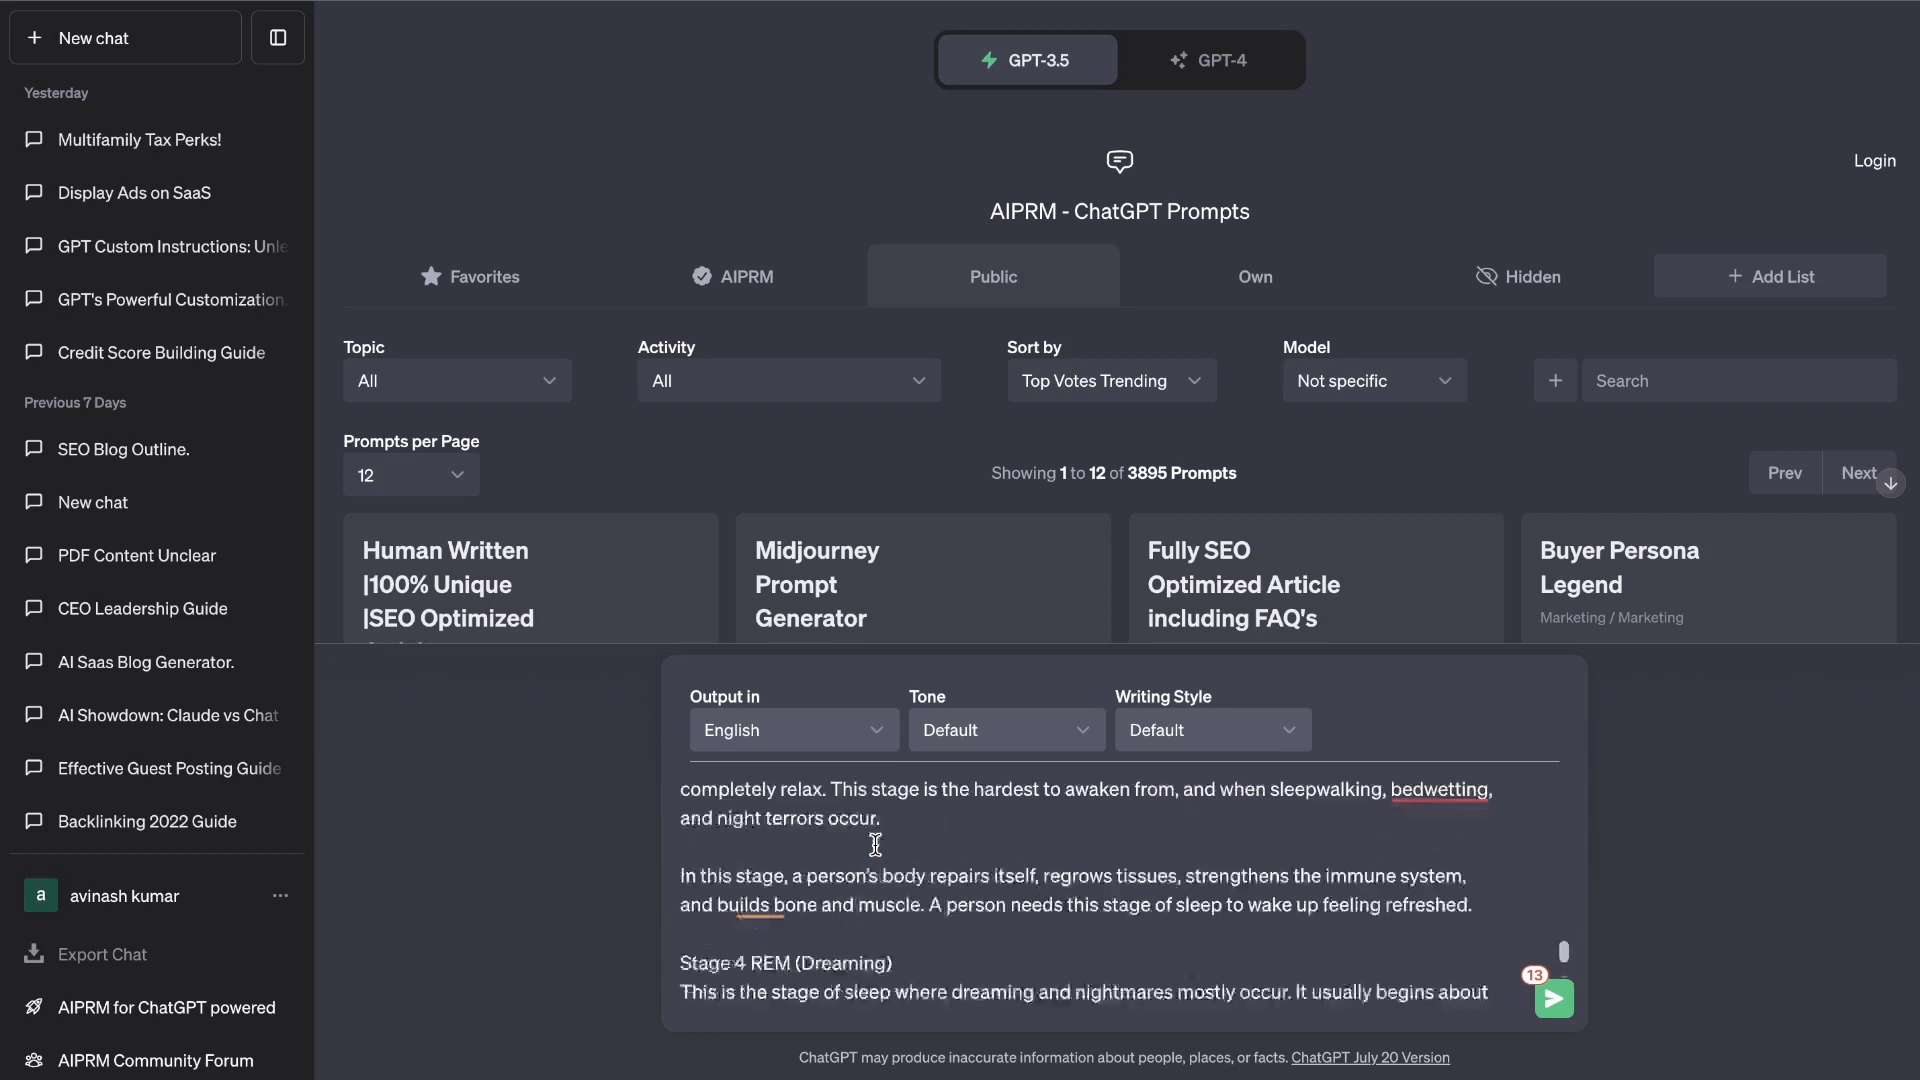 New chat
Yesterday
Multifamily Tax Perks!
Display Ads on SaaS
GPT Custom Instructions: Unle
GPT's Powerful Customization.
Credit Score Building Guide
Previous 7 Days
SEO Blog Outline.
New chat
PDF Content Unclear
CEO Leadership Guide
AI Saas Blog Generator.
AI Showdown: Claude vs Chat
Effective Guest Posting Guide
Backlinking 2022 Guide
a avinash kumar
Export Chat
AIPRM for ChatGPT powered
AIPRM Community Forum
GPT-3.5 GPT-4
Login
AIPRM - ChatGPT Prompts
Favorites AIPRM Public Own Hidden + Add List
Topic Activity Sort by Model
All All Top Votes Trending Not specific + Search
Prompts per Page
12 Showing 1 to 12 of 3895 Prompts Prev Next
Human Written
|100% Unique
|SEO Optimized
Midjourney
Prompt
Generator
Fully SEO
Optimized Article
including FAQ's
Buyer Persona
Legend
Marketing / Marketing
Output in Tone Writing Style
English Default Default
completely relax. This stage is the hardest to awaken from, and when sleepwalking, bedwetting,
and night terrors occur.
In this stage, a person's body repairs itself, regrows tissues, strengthens the immune system,
and builds bone and muscle. A person needs this stage of sleep to wake up feeling refreshed.
Stage 4 REM (Dreaming)
This is the stage of sleep where dreaming and nightmares mostly occur. It usually begins about
13
ChatGPT may produce inaccurate information about people, places, or facts. ChatGPT July 20 Version